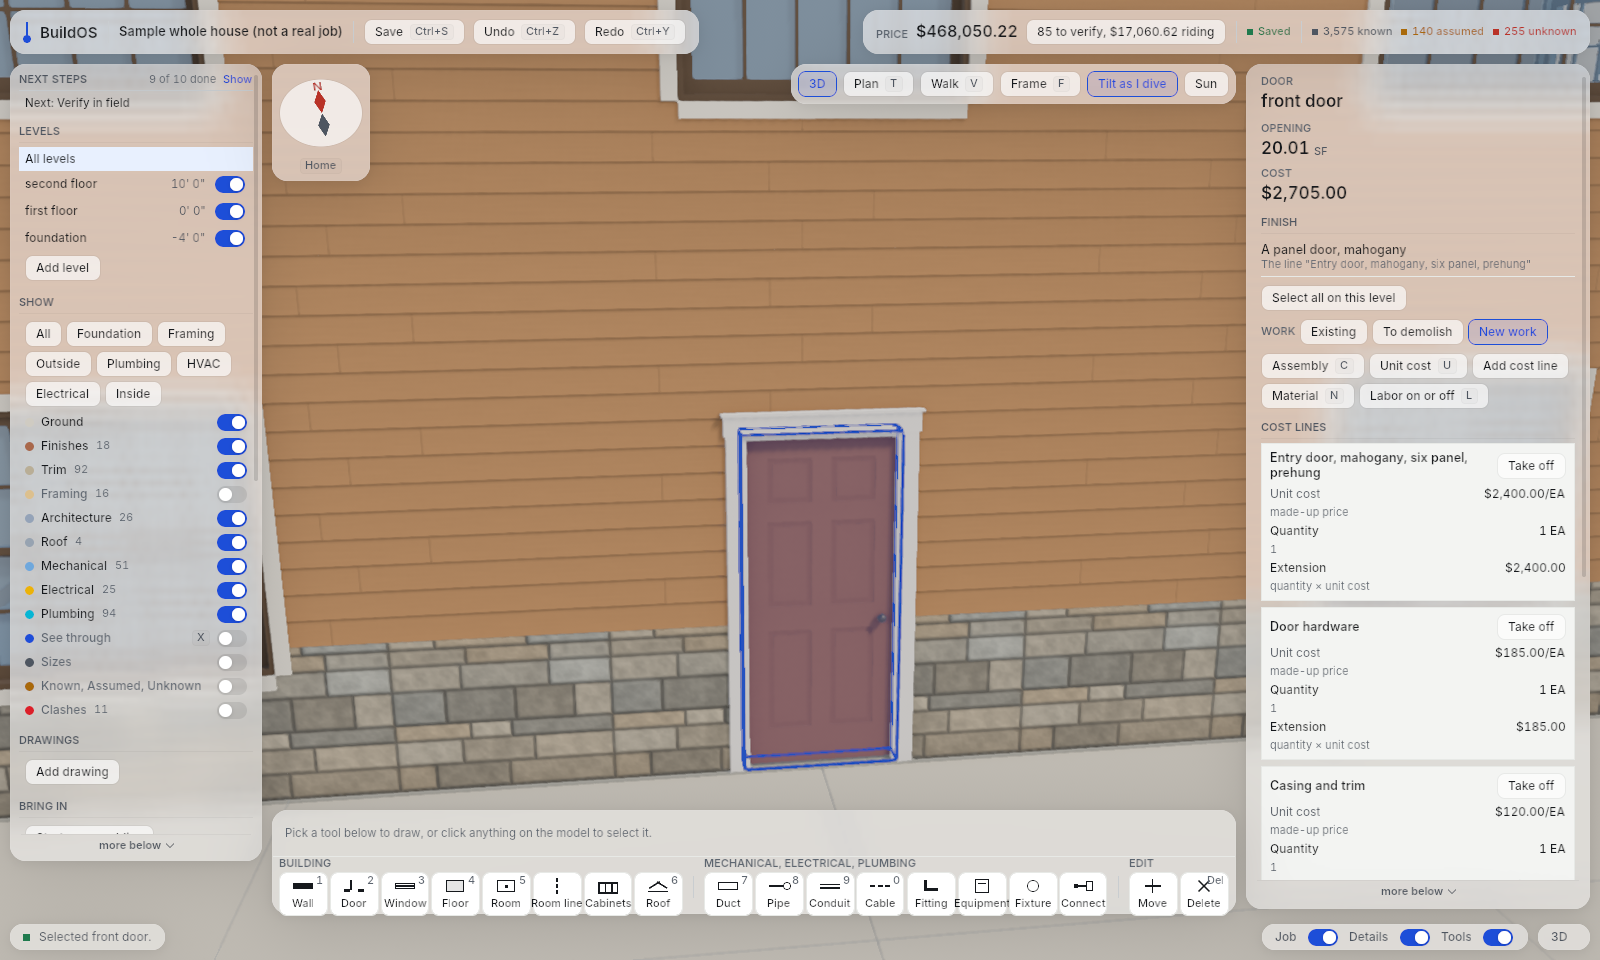 BuildOS
Sample whole house (not a real job)
Save Ctrl+S
Undo Ctrl+Z
Redo Ctrl+Y
PRICE $468,050.22
85 to verify, $17,060.62 riding
Saved
3,575 known
140 assumed
255 unknown
NEXT STEPS 9 of 10 done Show
Next: Verify in field
LEVELS
All levels
second floor 10' 0"
first floor 0' 0"
foundation -4' 0"
Add level
SHOW
All Foundation Framing
Outside Plumbing HVAC
Electrical Inside
Ground
Finishes 18
Trim 92
Framing 16
Architecture 26
Roof 4
Mechanical 51
Electrical 25
Plumbing 94
See through X
Sizes
Known, Assumed, Unknown
Clashes 11
DRAWINGS
Add drawing
BRING IN
more below
N
Home
3D
Plan T
Walk V
Frame F
Tilt as I dive
Sun
DOOR
front door
OPENING
20.01 SF
COST
$2,705.00
FINISH
A panel door, mahogany
The line "Entry door, mahogany, six panel, prehung"
Select all on this level
WORK Existing To demolish New work
Assembly C Unit cost U Add cost line
Material N Labor on or off L
COST LINES
Entry door, mahogany, six panel, prehung Take off
Unit cost $2,400.00/EA
made-up price
Quantity 1 EA
1
Extension $2,400.00
quantity × unit cost
Door hardware Take off
Unit cost $185.00/EA
made-up price
Quantity 1 EA
1
Extension $185.00
quantity × unit cost
Casing and trim Take off
Unit cost $120.00/EA
made-up price
Quantity 1 EA
1
more below
Pick a tool below to draw, or click anything on the model to select it.
BUILDING
Wall 1
Door 2
Window 3
Floor 4
Room 5
Room line
Cabinets
Roof 6
MECHANICAL, ELECTRICAL, PLUMBING
Duct 7
Pipe 8
Conduit 9
Cable 0
Fitting
Equipment
Fixture
Connect
EDIT
Move
Delete Del
Selected front door.
Job
Details
Tools
3D